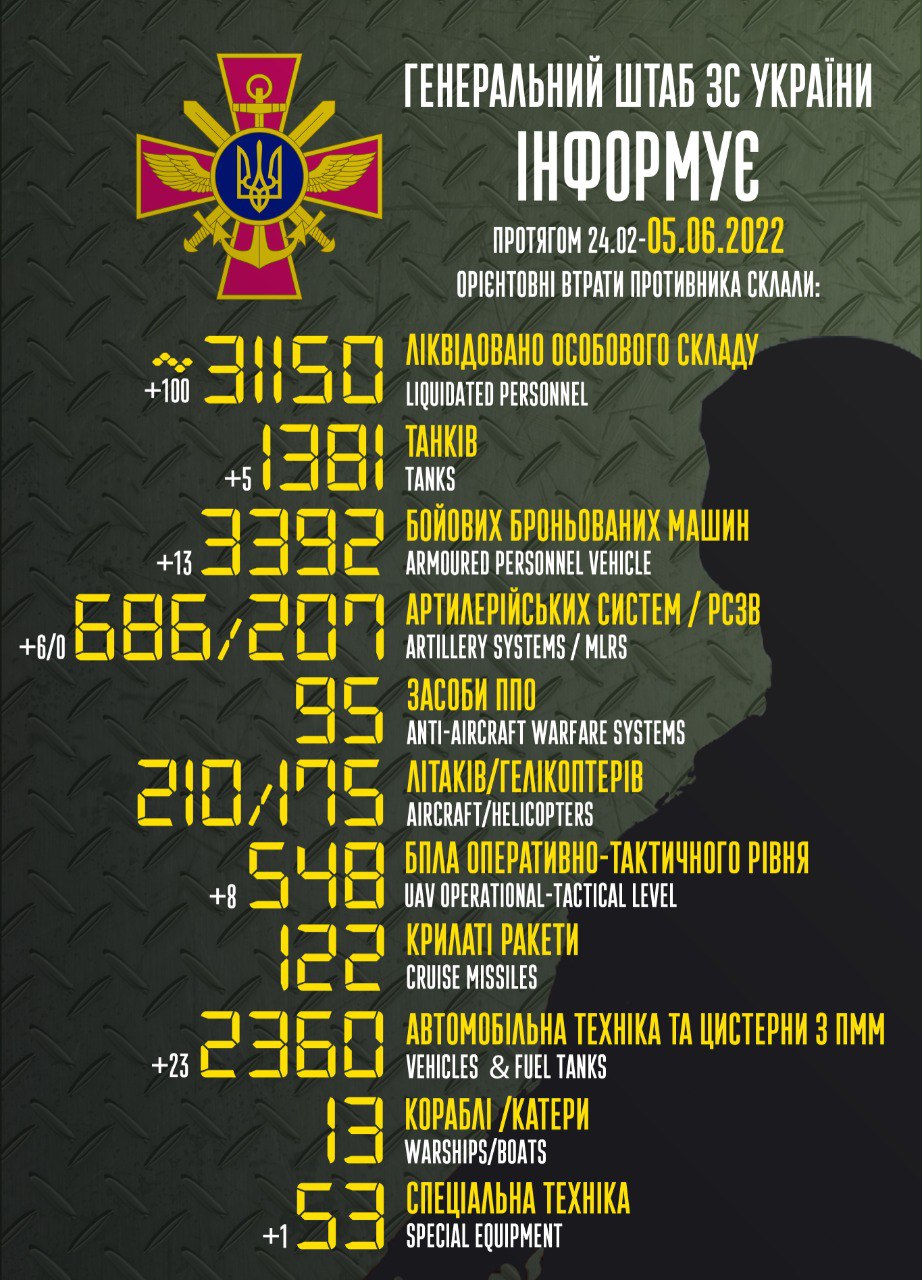 ГЕНЕРАЛЬНИЙ ШТАБ ЗС УКРАЇНИ
ІНФОРМУЄ
ПРОТЯГОМ 24.02-05.06.2022
ОРІЄНТОВНІ ВТРАТИ ПРОТИВНИКА СКЛАЛИ:
+100 ~31150 ЛІКВІДОВАНО ОСОБОВОГО СКЛАДУ
LIQUIDATED PERSONNEL
+5 1381 ТАНКІВ
TANKS
+13 3392 БОЙОВИХ БРОНЬОВАНИХ МАШИН
ARMOURED PERSONNEL VEHICLE
+6/0 686/207 АРТИЛЕРІЙСЬКИХ СИСТЕМ / РСЗВ
ARTILLERY SYSTEMS / MLRS
95 ЗАСОБИ ППО
ANTI-AIRCRAFT WARFARE SYSTEMS
210/175 ЛІТАКІВ/ГЕЛІКОПТЕРІВ
AIRCRAFT/HELICOPTERS
+8 548 БПЛА ОПЕРАТИВНО-ТАКТИЧНОГО РІВНЯ
UAV OPERATIONAL-TACTICAL LEVEL
122 КРИЛАТІ РАКЕТИ
CRUISE MISSILES
+23 2360 АВТОМОБІЛЬНА ТЕХНІКА ТА ЦИСТЕРНИ З ПММ
VEHICLES & FUEL TANKS
13 КОРАБЛІ /КАТЕРИ
WARSHIPS/BOATS
+1 53 СПЕЦІАЛЬНА ТЕХНІКА
SPECIAL EQUIPMENT